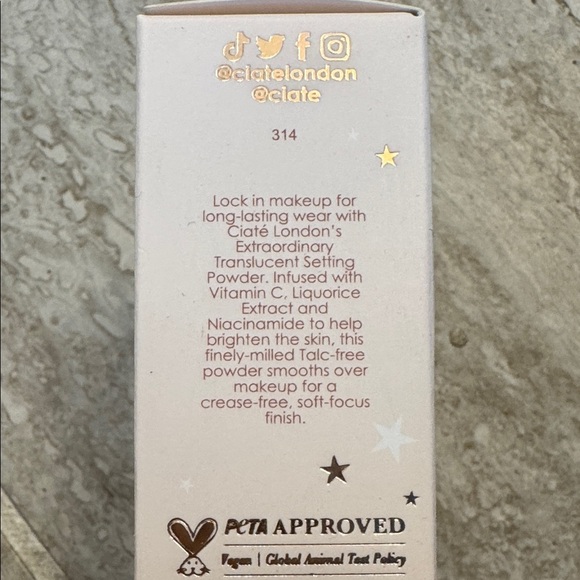 @ciatelondon
@ciate
314
Lock in makeup for
long-lasting wear with
Ciaté London's
Extraordinary
Translucent Setting
Powder. Infused with
Vitamin C, Liquorice
Extract and
Niacinamide to help
brighten the skin, this
finely-milled Talc-free
powder smooths over
makeup for a
crease-free, soft-focus
finish.
PETA APPROVED
Vegan | Global Animal Test Policy